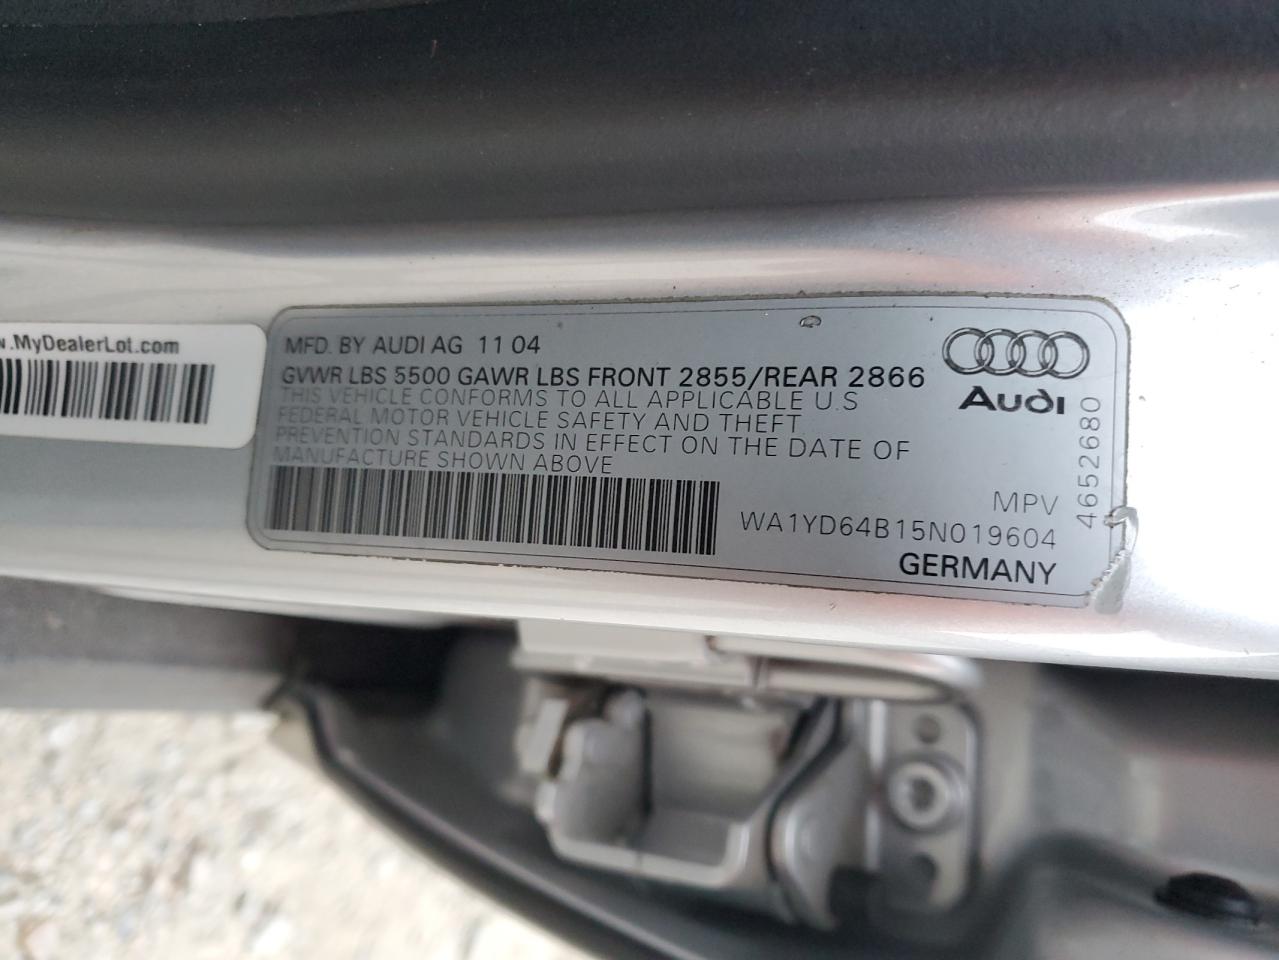 MyDealerLot.com
MFD. BY AUDI AG 11 04
GVWR LBS 5500 GAWR LBS FRONT 2855/REAR 2866
THIS VEHICLE CONFORMS TO ALL APPLICABLE U.S
FEDERAL MOTOR VEHICLE SAFETY AND THEFT
PREVENTION STANDARDS IN EFFECT ON THE DATE OF
MANUFACTURE SHOWN ABOVE
Audi
4652680
MPV
WA1YD64B15N019604
GERMANY